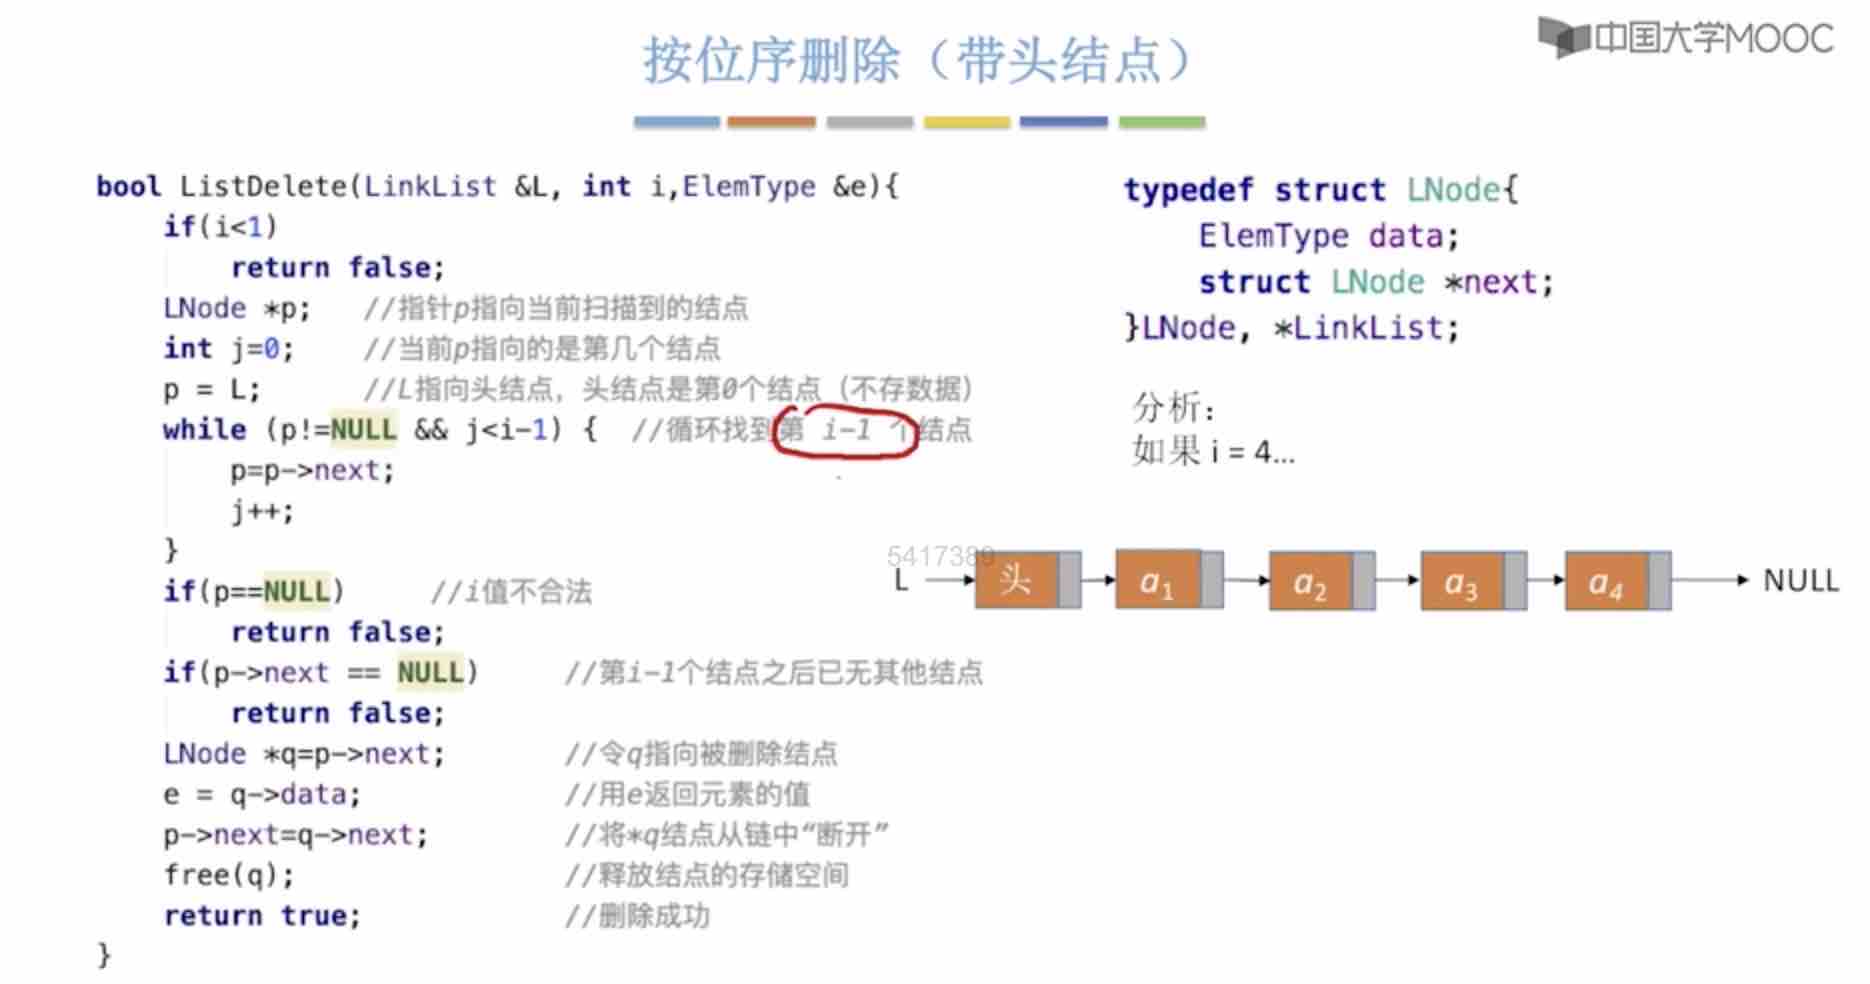 中国大学MOOC
按位序删除（带头结点）
bool ListDelete(LinkList &L, int i,ElemType &e){
if(i<1)
return false;
LNode *p;   //指针p指向当前扫描到的结点
int j=0;    //当前p指向的是第几个结点
p = L;      //L指向头结点，头结点是第0个结点（不存数据）
while (p!=NULL && j<i-1) {  //循环找到第 i-1 个结点
p=p->next;
j++;
}
if(p==NULL)     //i值不合法
return false;
if(p->next == NULL)     //第i-1个结点之后已无其他结点
return false;
LNode *q=p->next;       //令q指向被删除结点
e = q->data;            //用e返回元素的值
p->next=q->next;        //将*q结点从链中“断开”
free(q);                //释放结点的存储空间
return true;            //删除成功
}
typedef struct LNode{
ElemType data;
struct LNode *next;
}LNode, *LinkList;
分析：
如果 i = 4...
5417389
L 头 a1 a2 a3 a4 NULL